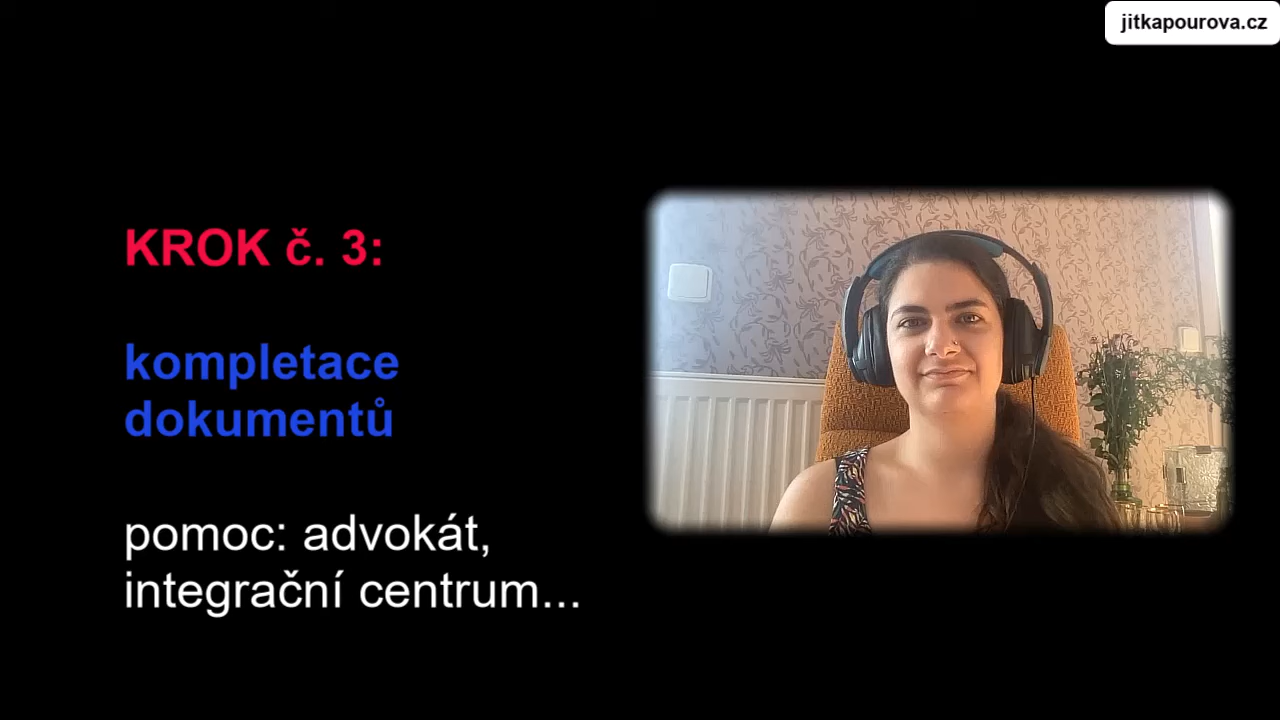 jitkapourova.cz
KROK č. 3:
kompletace
dokumentů
pomoc: advokát,
integrační centrum...